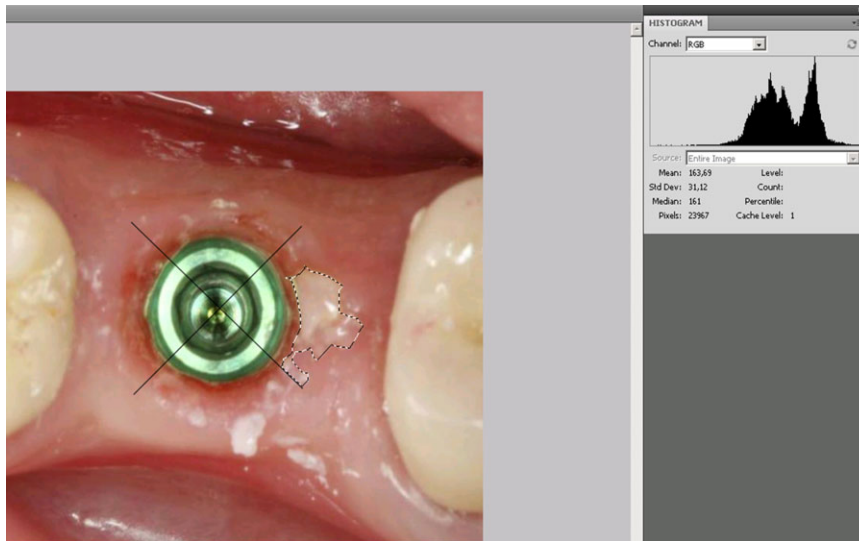 HISTOGRAM
Channel: RGB
Source: Entire Image
Mean: 163,69 Level:
Std Dev: 31,12 Count:
Median: 161 Percentile:
Pixels: 23967 Cache Level: 1